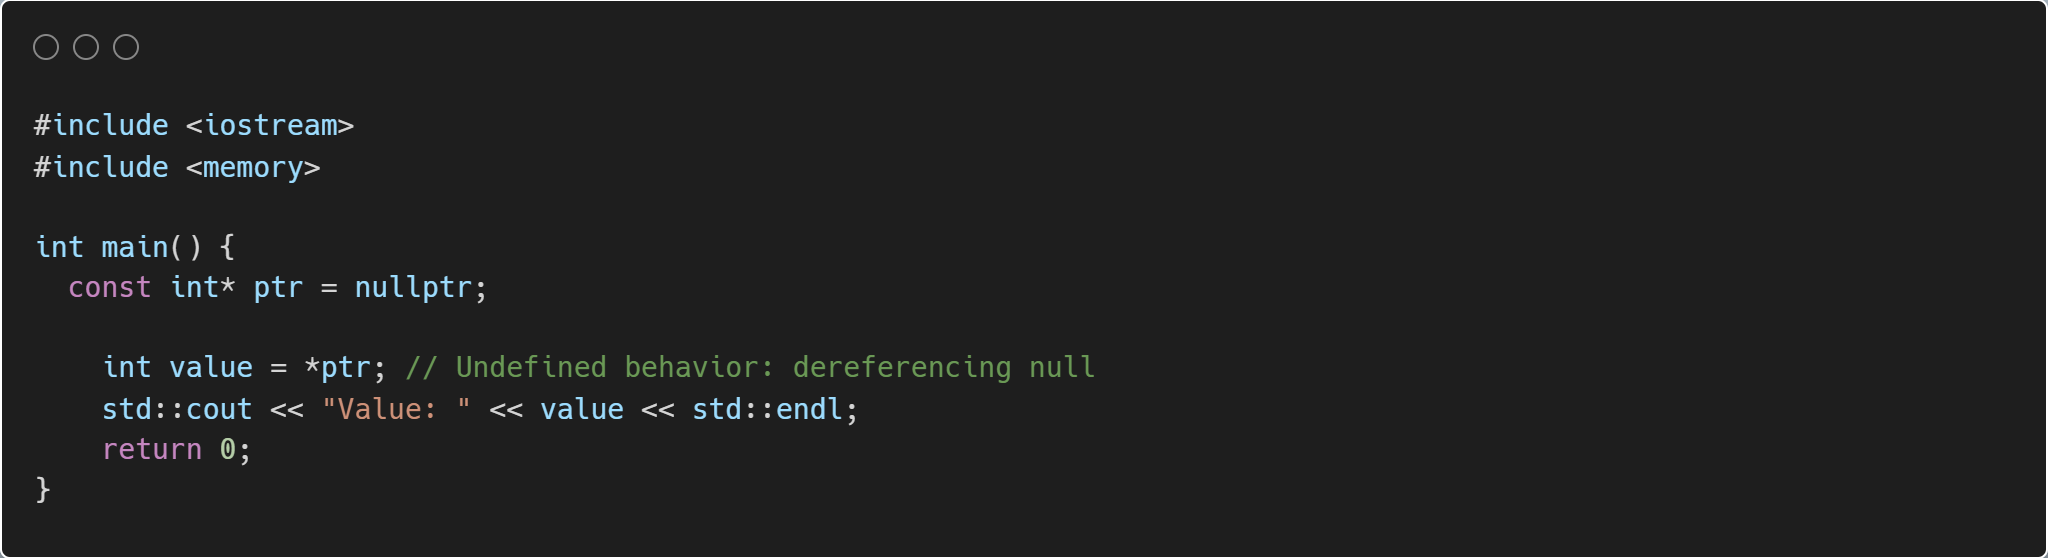 #include <iostream>
#include <memory>

int main() {
  const int* ptr = nullptr;

    int value = *ptr; // Undefined behavior: dereferencing null
    std::cout << "Value: " << value << std::endl;
    return 0;
}